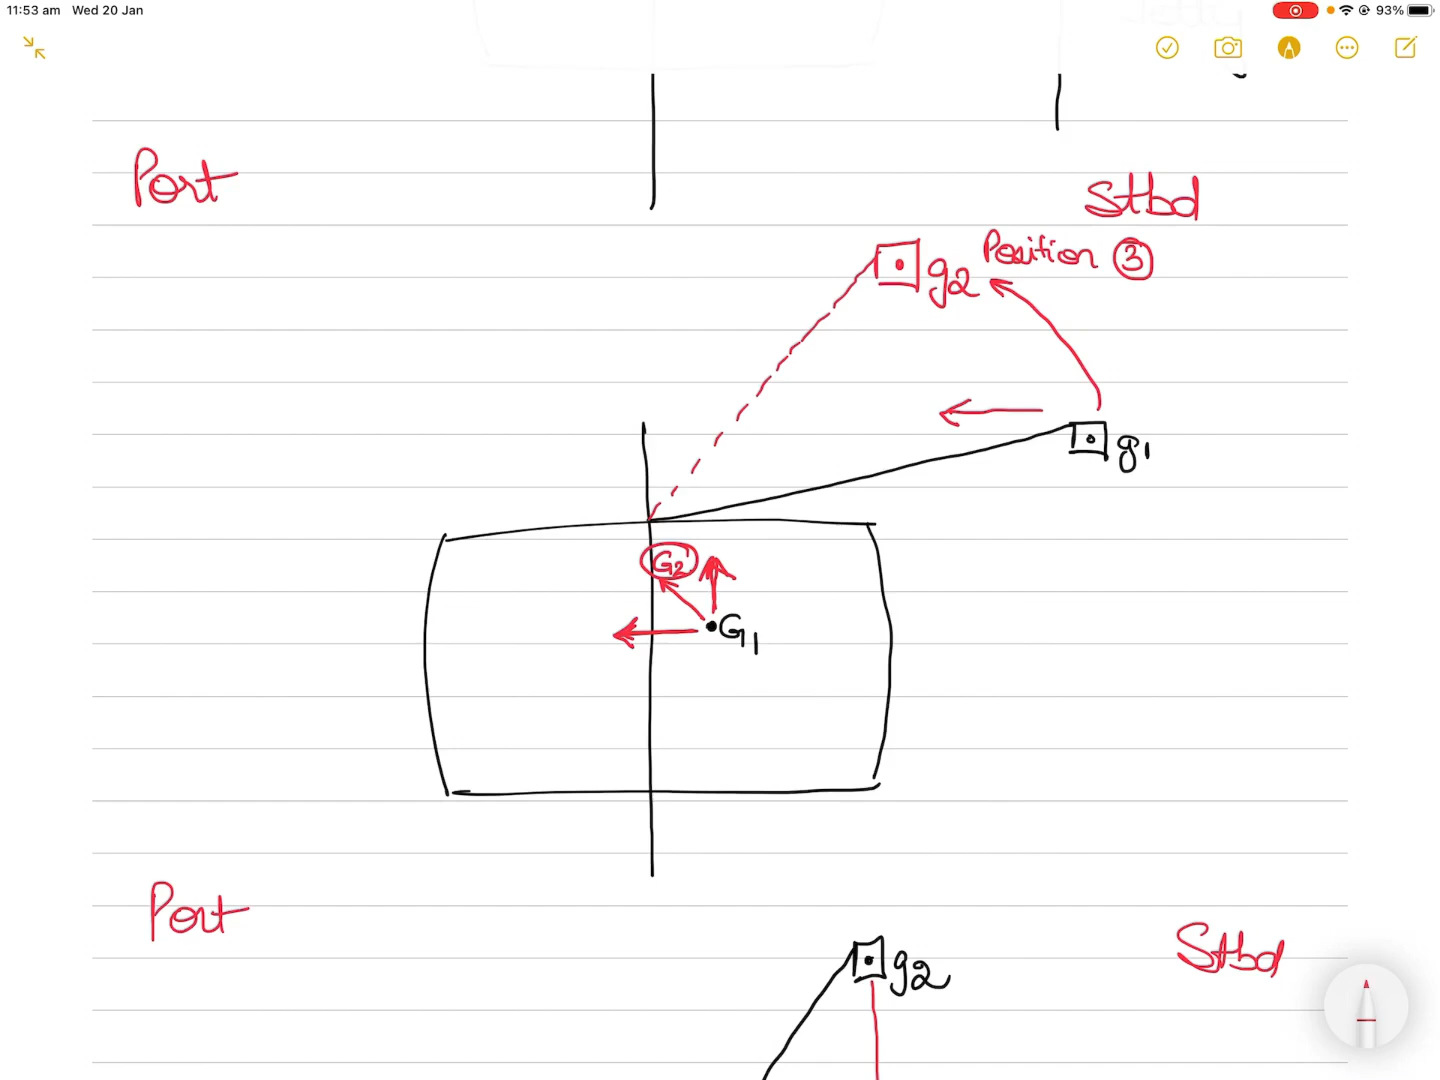 11:53 am Wed 20 Jan
93%
Port
Stbd
Position 3
g2
g1
G2
G1
Port
Stbd
g2